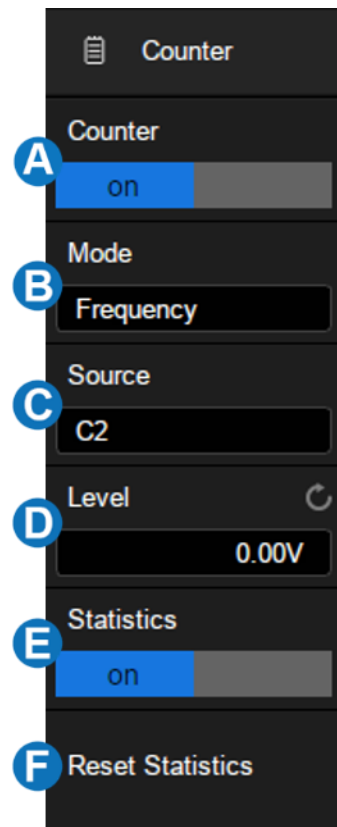 Counter
Counter
A
on
Mode
B
Frequency
Source
C
C2
Level
D
0.00V
Statistics
E
on
F Reset Statistics